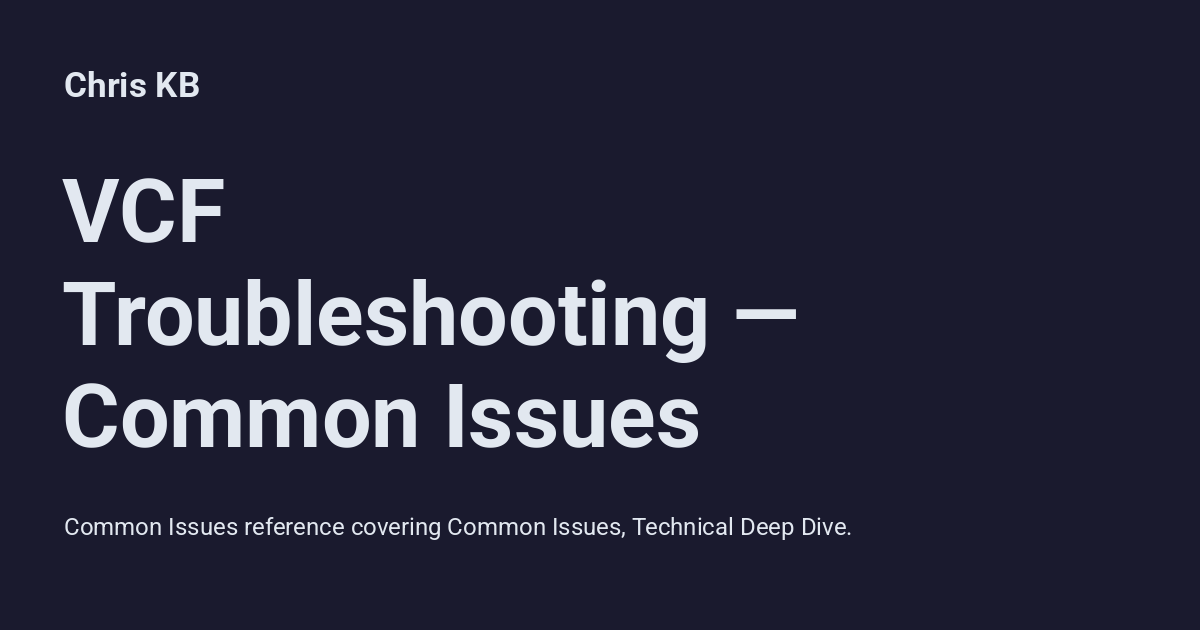 Chris KB
VCF
Troubleshooting —
Common Issues
Common Issues reference covering Common Issues, Technical Deep Dive.